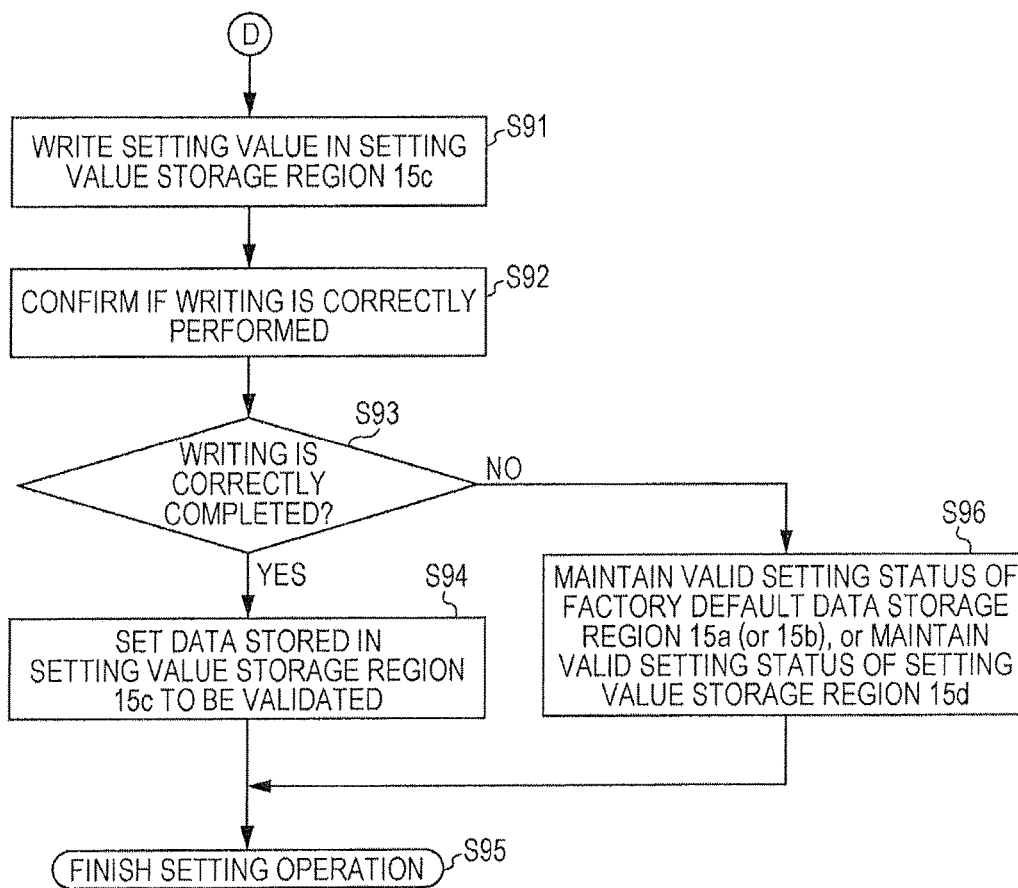 D
S91
WRITE SETTING VALUE IN SETTING
VALUE STORAGE REGION 15c
S92
CONFIRM IF WRITING IS CORRECTLY
PERFORMED
S93
WRITING IS
CORRECTLY
COMPLETED?
NO
YES
S94
SET DATA STORED IN
SETTING VALUE STORAGE REGION
15c TO BE VALIDATED
S96
MAINTAIN VALID SETTING STATUS OF
FACTORY DEFAULT DATA STORAGE
REGION 15a (or 15b), or MAINTAIN
VALID SETTING STATUS OF SETTING
VALUE STORAGE REGION 15d
FINISH SETTING OPERATION
S95